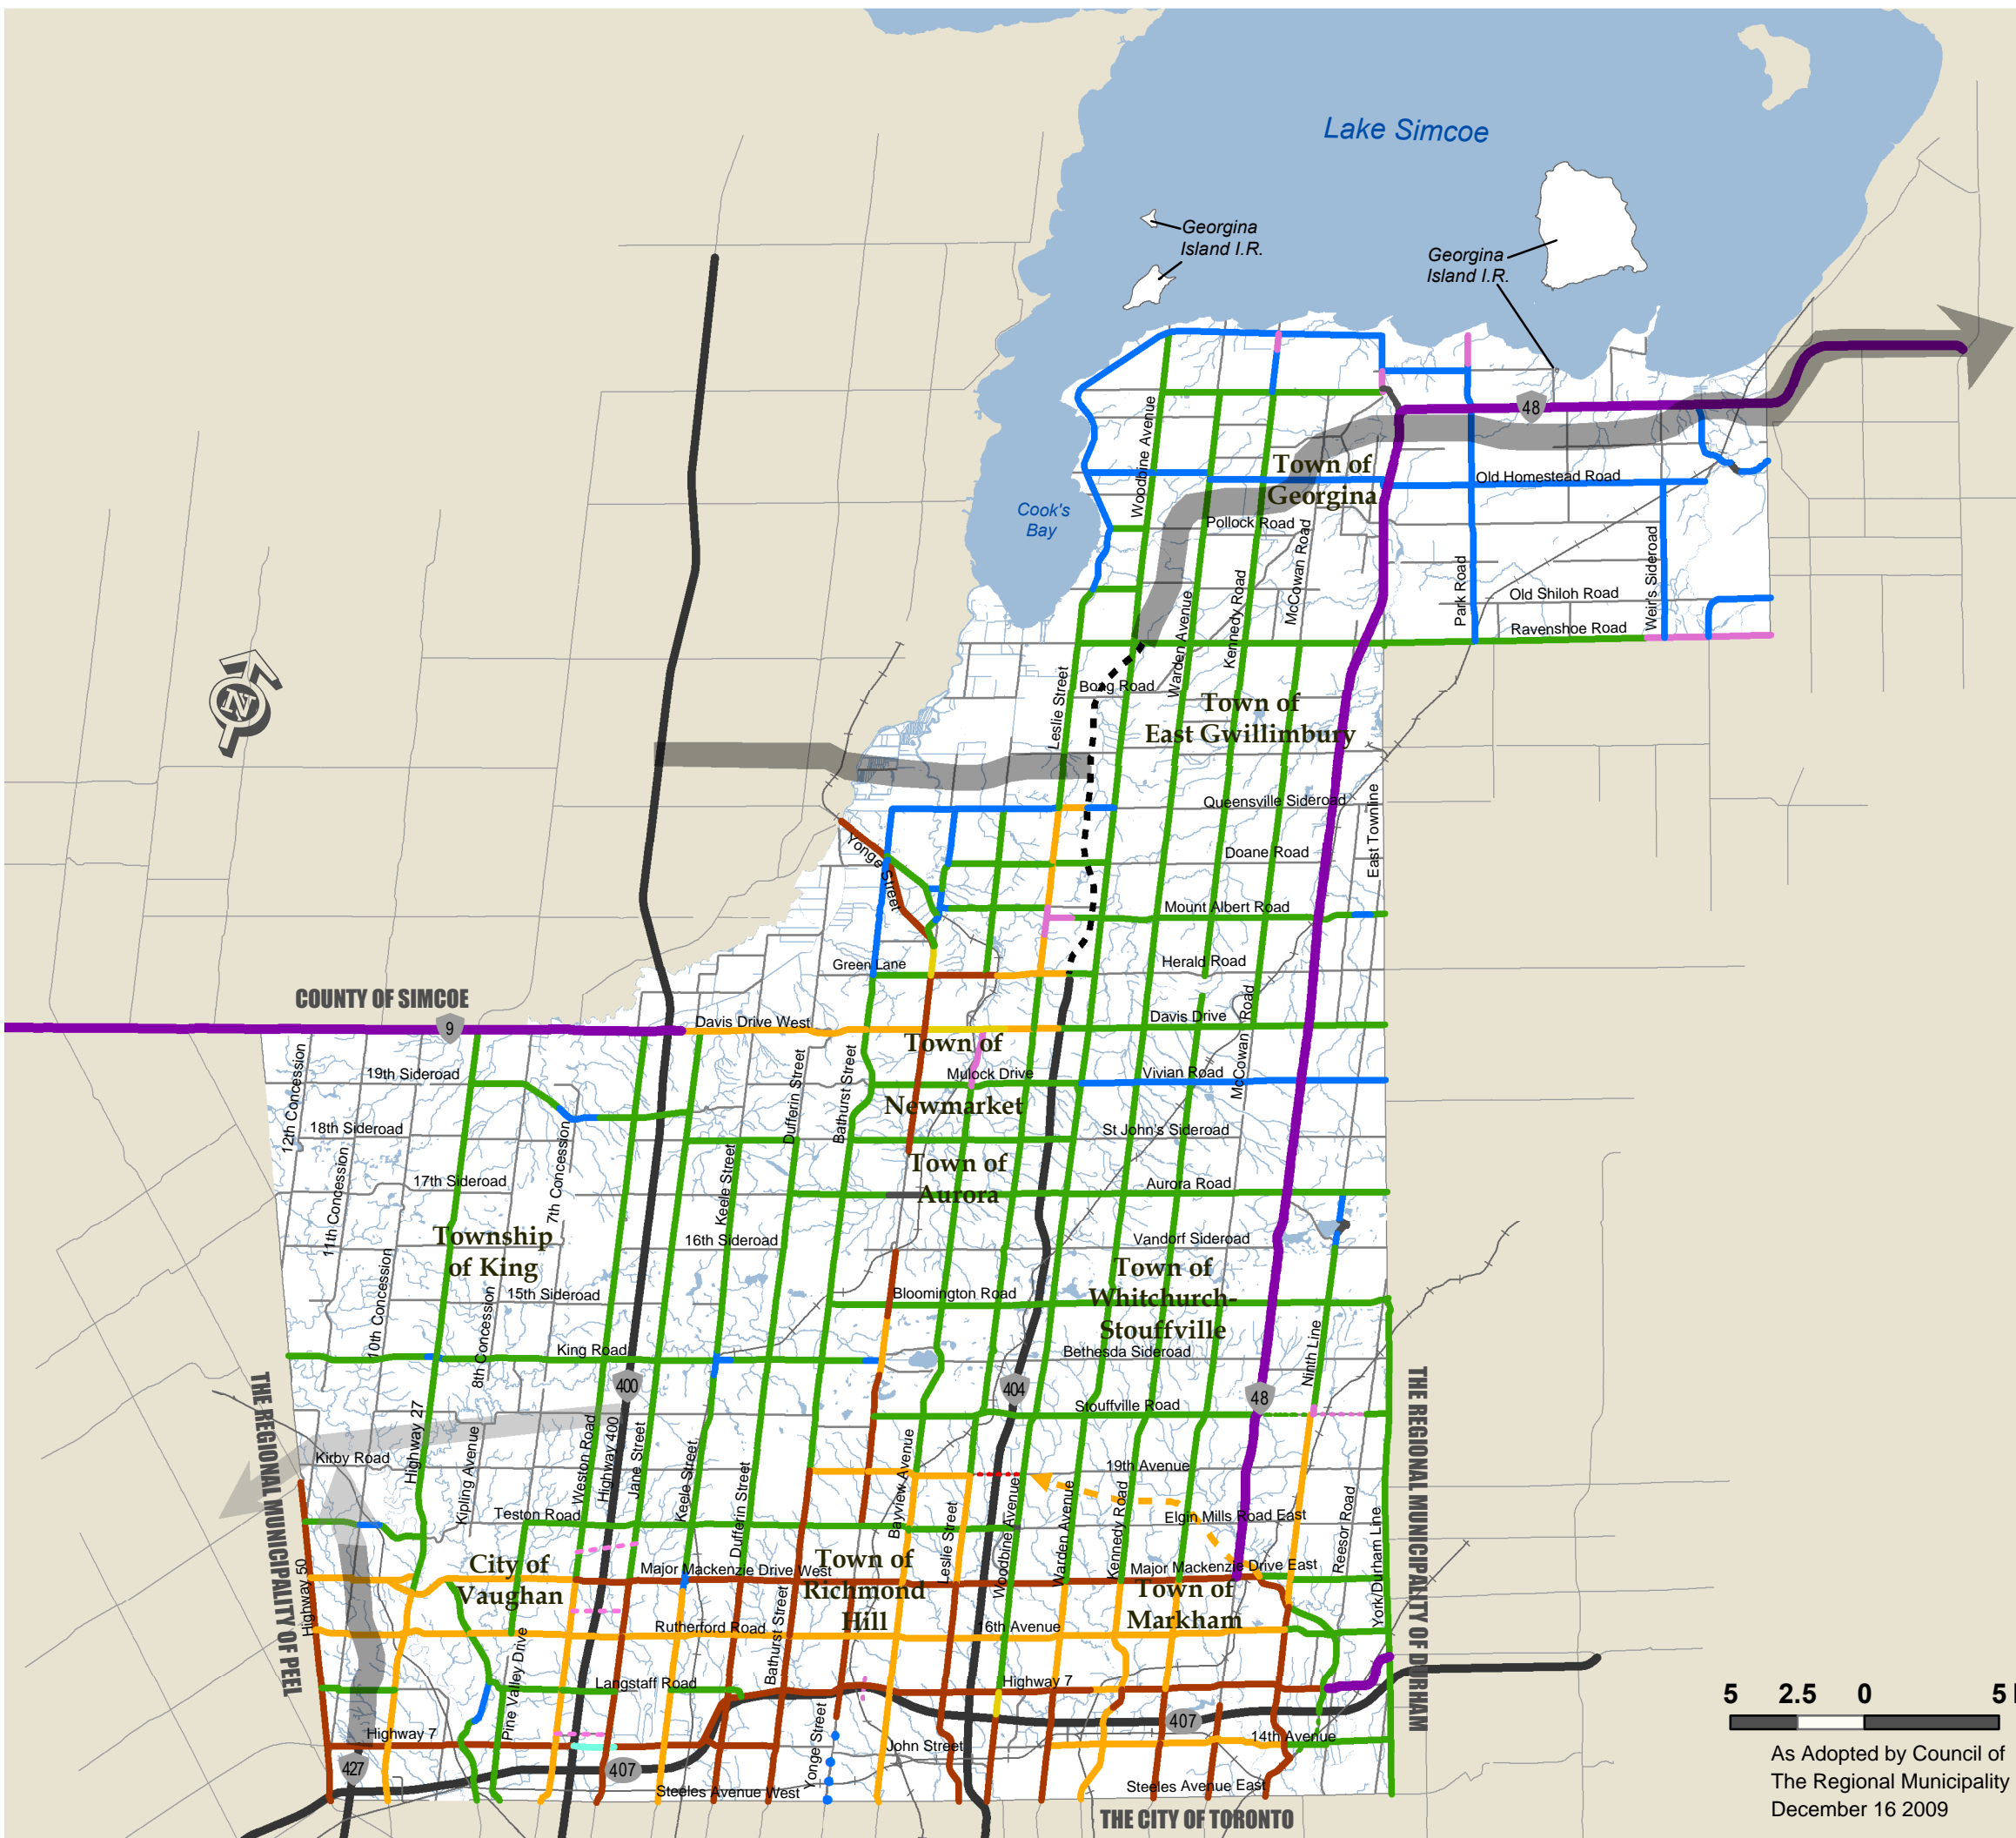 Lake Simcoe
Georgina
Island I.R.
Georgina
Island I.R.
48
Woodbine Avenue
Town of
Georgina
Old Homestead Road
Cook's
Bay
Pollock Road
McCowan Road
Kennedy Road
Warden Avenue
Park Road
Weir's Sideroad
Old Shiloh Road
Ravenshoe Road
N
Leslie Street
Boag Road
Town of
East Gwillimbury
Queensville Sideroad
East Townline
Yonge Street
Doane Road
Mount Albert Road
Green Lane
Herald Road
COUNTY OF SIMCOE
9
Davis Drive West
Davis Drive
McCowan Road
Town of
Newmarket
12th Concession
19th Sideroad
Dufferin Street
Bathurst Street
Mulock Drive
Vivian Road
18th Sideroad
7th Concession
St John's Sideroad
11th Concession
17th Sideroad
Keele Street
Town of
Aurora
Aurora Road
Township
of King
16th Sideroad
Vandorf Sideroad
10th Concession
8th Concession
15th Sideroad
Bloomington Road
Town of
Whitchurch-
Stouffville
King Road
Bethesda Sideroad
Ninth Line
400
404
48
THE REGIONAL MUNICIPALITY OF PEEL
THE REGIONAL MUNICIPALITY OF DURHAM
Highway 27
Stouffville Road
Kirby Road
Kipling Avenue
Weston Road
Highway 400
Jane Street
Keele Street
Dufferin Street
Bayview Avenue
Leslie Street
Woodbine Avenue
Warden Avenue
Kennedy Road
19th Avenue
Reesor Road
York/Durham Line
Teston Road
Elgin Mills Road East
Highway 50
City of
Vaughan
Major Mackenzie Drive West
Town of
Richmond
Hill
Major Mackenzie Drive East
Town of
Markham
Rutherford Road
Bathurst Street
16th Avenue
Pine Valley Drive
Langstaff Road
Highway 7
Yonge Street
Highway 7
407
14th Avenue
John Street
427
407
Steeles Avenue West
Steeles Avenue East
THE CITY OF TORONTO
5 2.5 0 5
As Adopted by Council of
The Regional Municipality
December 16 2009